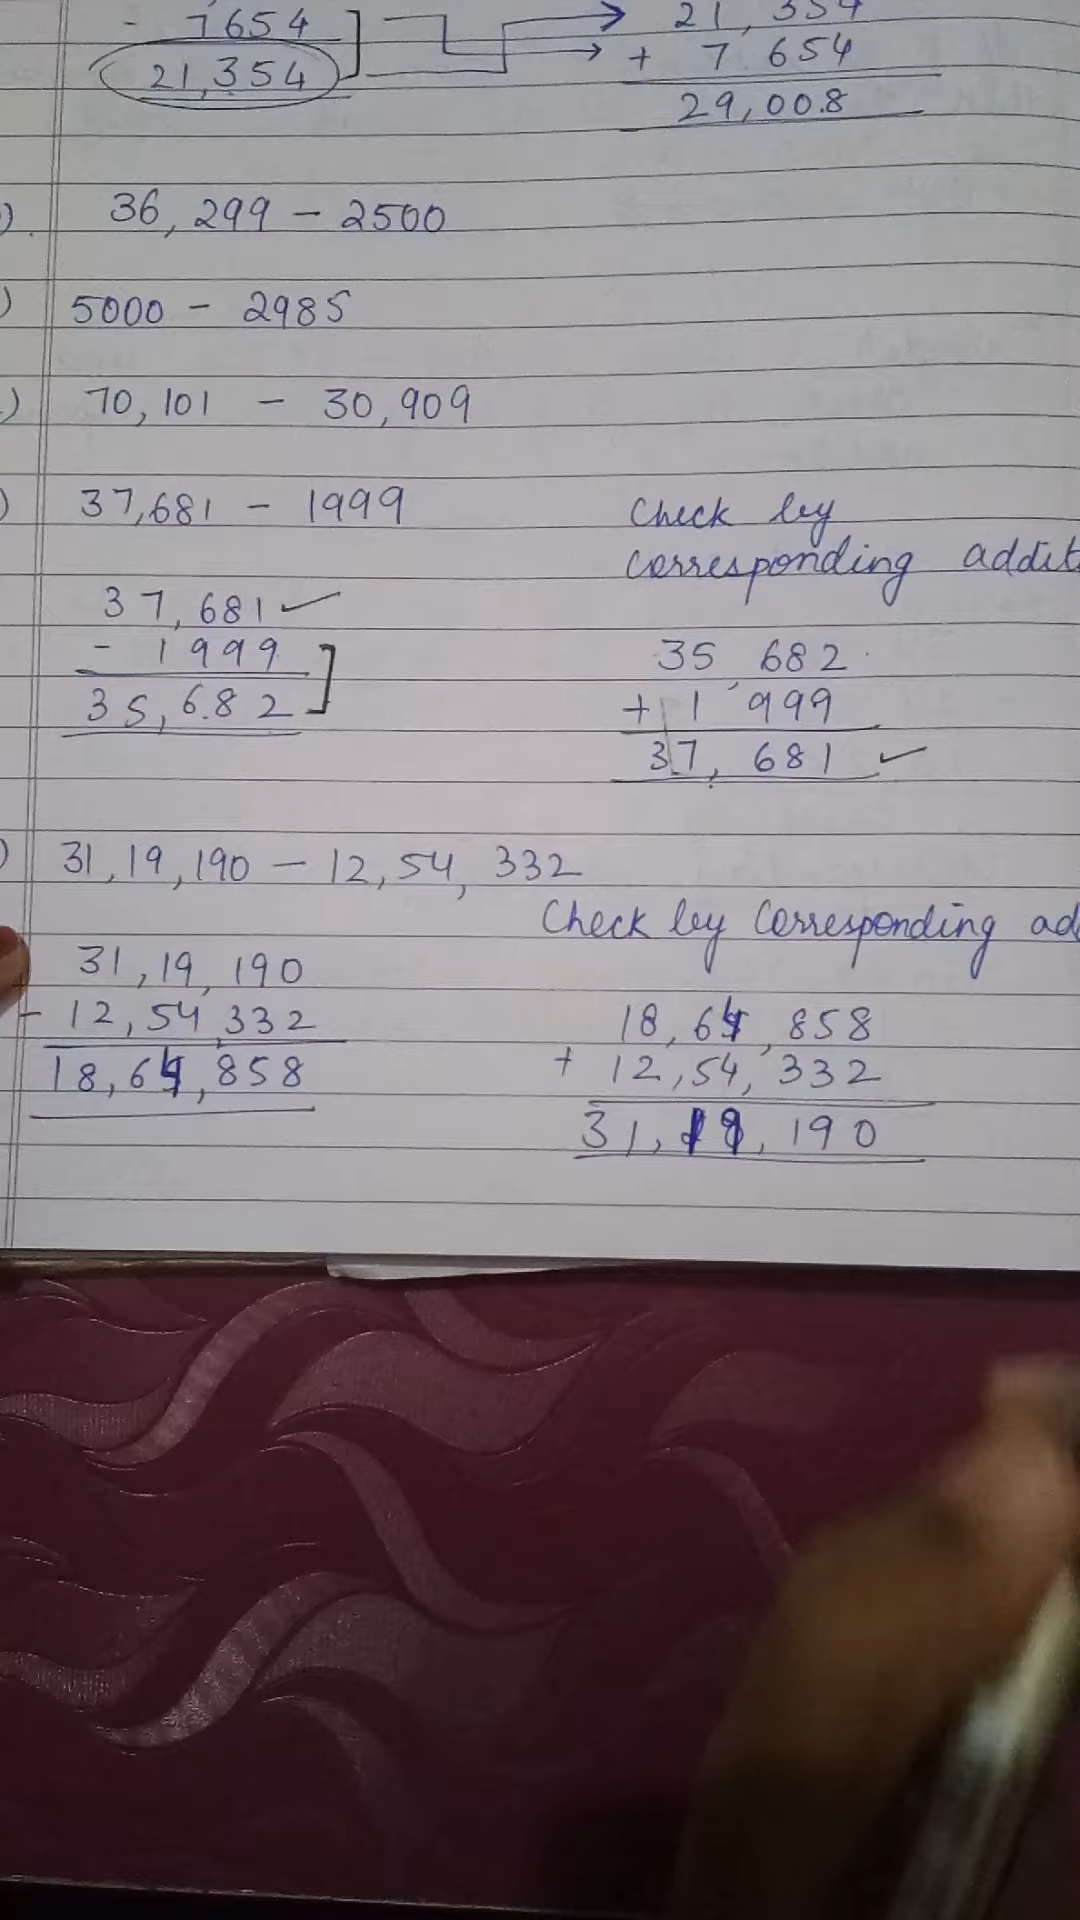 - 7654
21,354
21,354
+ 7 654
29,008
36,299 - 2500
5000 - 2985
70,101 - 30,909
37,681 - 1999
37,681 ✓
- 1999
35,682
Check by
corresponding addit
35 682
+ 1 '999
37,681 ✓
31,19,190 - 12,54,332
31,19,190
- 12,54,332
18,64,858
Check by Corresponding ad
18,64,858
+ 12,54,332
31,19,190